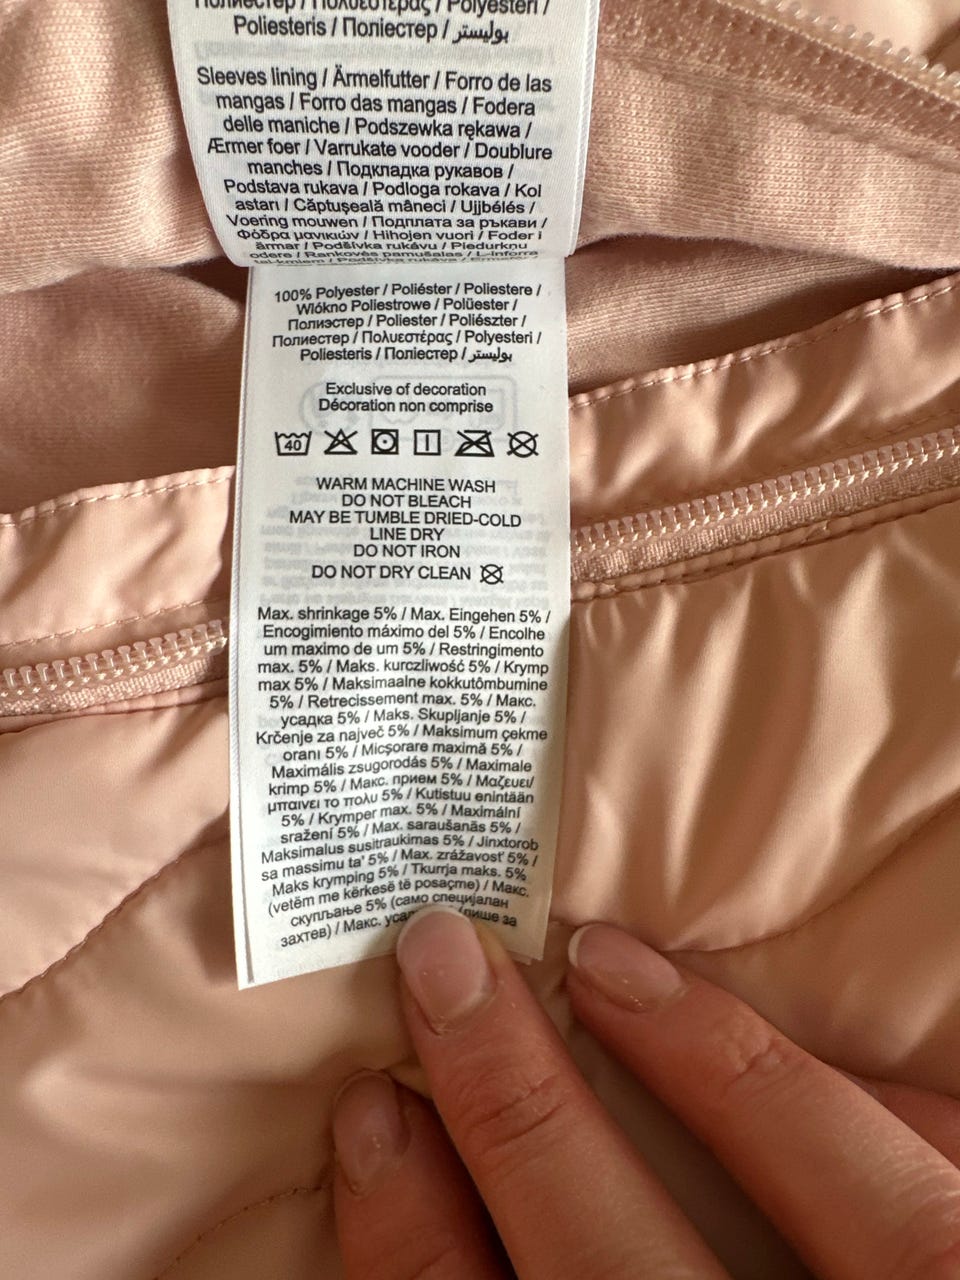 Полиестер / Πολυεστέρας / Polyesteri /
Poliesteris / Поліестер / بوليستر
Sleeves lining / Ärmelfutter / Forro de las
mangas / Forro das mangas / Fodera
delle maniche / Podszewka rękawa /
Ærmer foer / Varrukate vooder / Doublure
manches / Подкладка рукавов /
Podstava rukava / Podloga rokava / Kol
astarı / Căptușeală mâneci / Ujjbélés /
Voering mouwen / Подплата за ръкави /
Φόδρα μανικιών / Hihojen vuori / Foder i
ärmar / Podšívka rukávu / Piedurkņu
odere / Rankovės pamušalas / L-inforra
100% Polyester / Poliéster / Poliestere /
Włókno Poliestrowe / Polüester /
Полиэстер / Poliester / Poliészter /
Полиестер / Πολυεστέρας / Polyesteri /
Poliesteris / Поліестер / بوليستر
Exclusive of decoration
Décoration non comprise
40
WARM MACHINE WASH
DO NOT BLEACH
MAY BE TUMBLE DRIED-COLD
LINE DRY
DO NOT IRON
DO NOT DRY CLEAN
Max. shrinkage 5% / Max. Eingehen 5% /
Encogimiento máximo del 5% / Encolhe
um maximo de um 5% / Restringimento
max. 5% / Maks. kurczliwość 5% / Krymp
max 5% / Maksimaalne kokkutõmbumine
5% / Retrecissement max. 5% / Макс.
усадка 5% / Maks. Skupljanje 5% /
Krčenje za največ 5% / Maksimum çekme
oranı 5% / Micşorare maximă 5% /
Maximális zsugorodás 5% / Maximale
krimp 5% / Макс. прием 5% / Μαζευει/
μπαινει το πολυ 5% / Kutistuu enintään
5% / Krymper max. 5% / Maximální
sražení 5% / Max. saraušanās 5% /
Maksimalus susitraukimas 5% / Jinxtorob
sa massimu ta' 5% / Max. zrážavosť 5% /
Maks krymping 5% / Tkurrja maks. 5%
(vetëm me kërkesë të posaçme) / Макс.
скупљање 5% (само специјалан
захтев) / Макс. (лише за